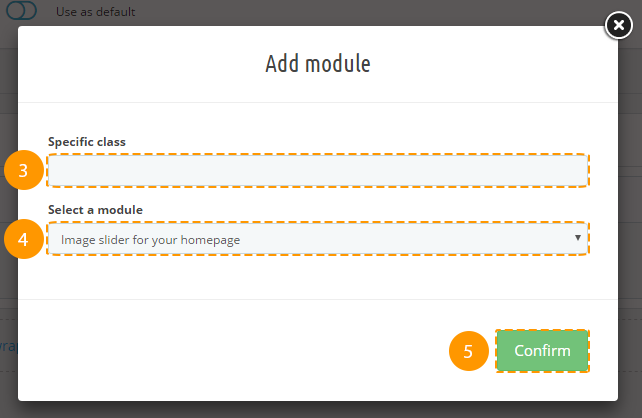 Use as default
Add module
Specific class
3
Select a module
4
Image slider for your homepage
5
Confirm